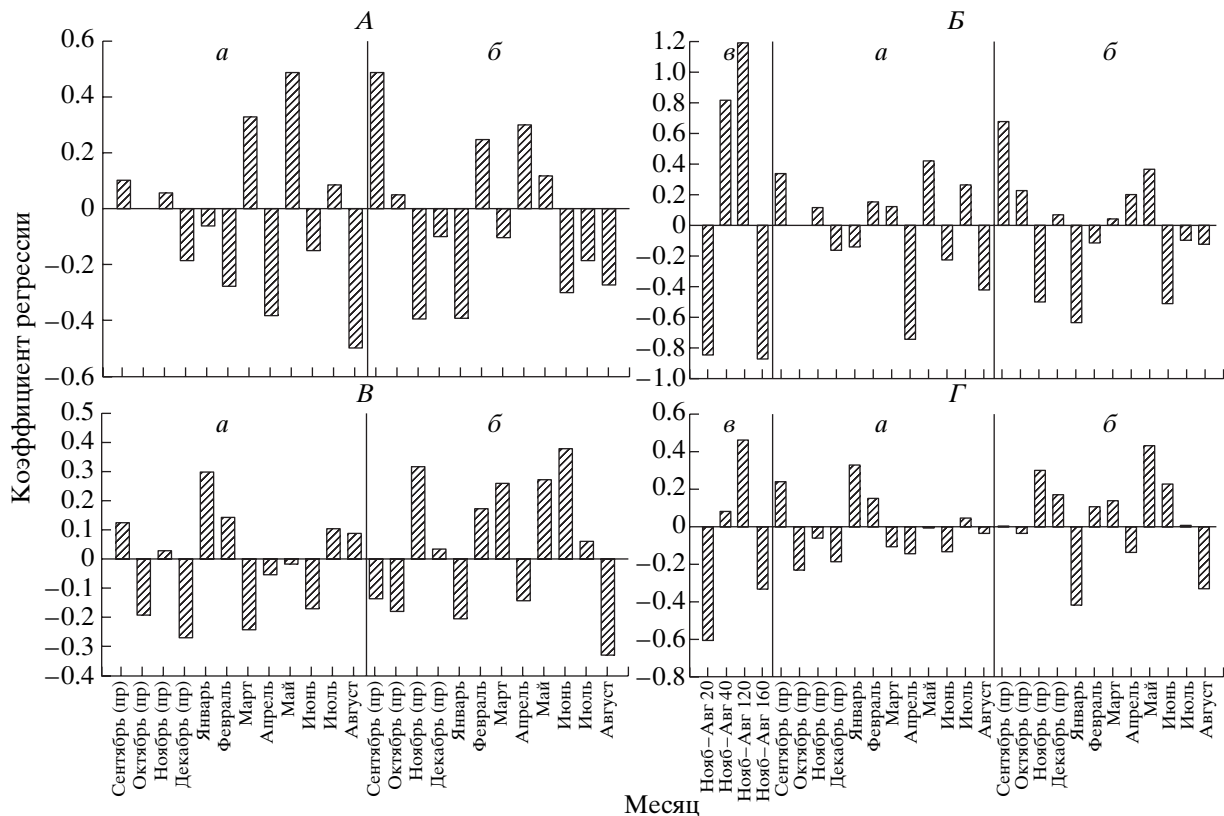 А
Б
0.6
0.4
0.2
0
−0.2
−0.4
−0.6
а
б
1.2
1.0
0.8
0.6
0.4
0.2
0
−0.2
−0.4
−0.6
−0.8
−1.0
в
а
б
Коэффициент регрессии
В
Г
0.5
0.4
0.3
0.2
0.1
0
−0.1
−0.2
−0.3
−0.4
а
б
0.6
0.4
0.2
0
−0.2
−0.4
−0.6
−0.8
в
а
б
Сентябрь (пр)
Октябрь (пр)
Ноябрь (пр)
Декабрь (пр)
Январь
Февраль
Март
Апрель
Май
Июнь
Июль
Август
Сентябрь (пр)
Октябрь (пр)
Ноябрь (пр)
Декабрь (пр)
Январь
Февраль
Март
Апрель
Май
Июнь
Июль
Август
Нояб−Авг 20
Нояб−Авг 40
Нояб−Авг 120
Нояб−Авг 160
Сентябрь (пр)
Октябрь (пр)
Ноябрь (пр)
Декабрь (пр)
Январь
Февраль
Март
Апрель
Май
Июнь
Июль
Август
Сентябрь (пр)
Октябрь (пр)
Ноябрь (пр)
Декабрь (пр)
Январь
Февраль
Март
Апрель
Май
Июнь
Июль
Август
Месяц